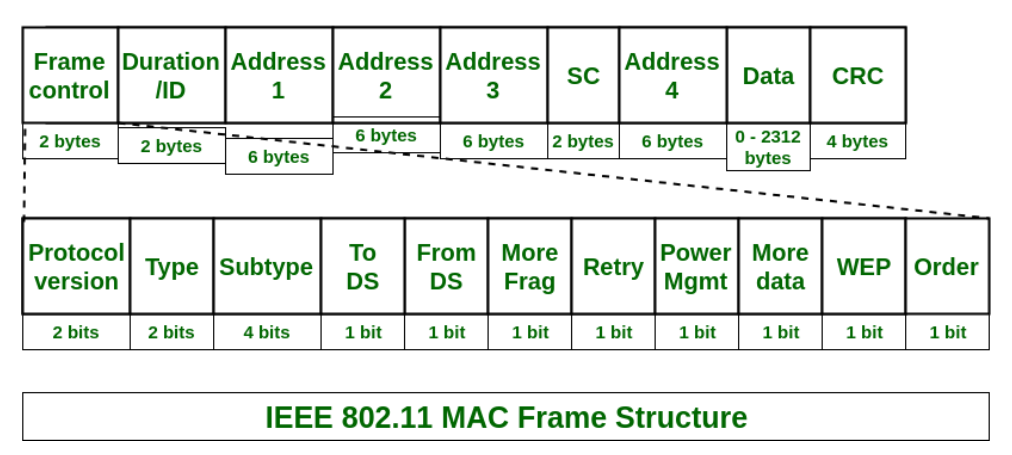 Frame control
Duration /ID
Address 1
Address 2
Address 3
SC
Address 4
Data
CRC
2 bytes
2 bytes
6 bytes
6 bytes
6 bytes
2 bytes
6 bytes
0 - 2312 bytes
4 bytes
Protocol version
Type
Subtype
To DS
From DS
More Frag
Retry
Power Mgmt
More data
WEP
Order
2 bits
2 bits
4 bits
1 bit
1 bit
1 bit
1 bit
1 bit
1 bit
1 bit
1 bit
IEEE 802.11 MAC Frame Structure